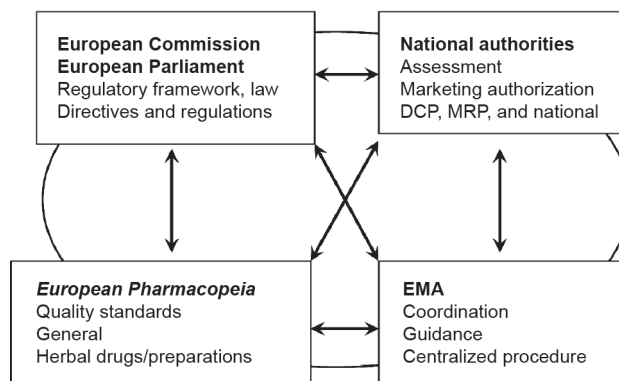 European Commission
European Parliament
Regulatory framework, law
Directives and regulations
National authorities
Assessment
Marketing authorization
DCP, MRP, and national
European Pharmacopeia
Quality standards
General
Herbal drugs/preparations
EMA
Coordination
Guidance
Centralized procedure